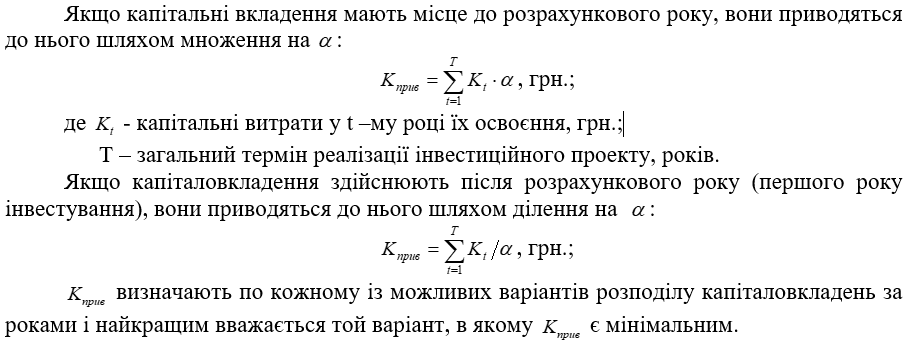 Якщо капітальні вкладення мають місце до розрахункового року, вони приводяться
до нього шляхом множення на α :
K_прив = ∑_{t=1}^{T} K_t · α , грн.;
де K_t - капітальні витрати у t –му році їх освоєння, грн.;
Т – загальний термін реалізації інвестиційного проекту, років.
Якщо капіталовкладення здійснюють після розрахункового року (першого року
інвестування), вони приводяться до нього шляхом ділення на α :
K_прив = ∑_{t=1}^{T} K_t /α , грн.;
K_прив визначають по кожному із можливих варіантів розподілу капіталовкладень за
роками і найкращим вважається той варіант, в якому K_прив є мінімальним.